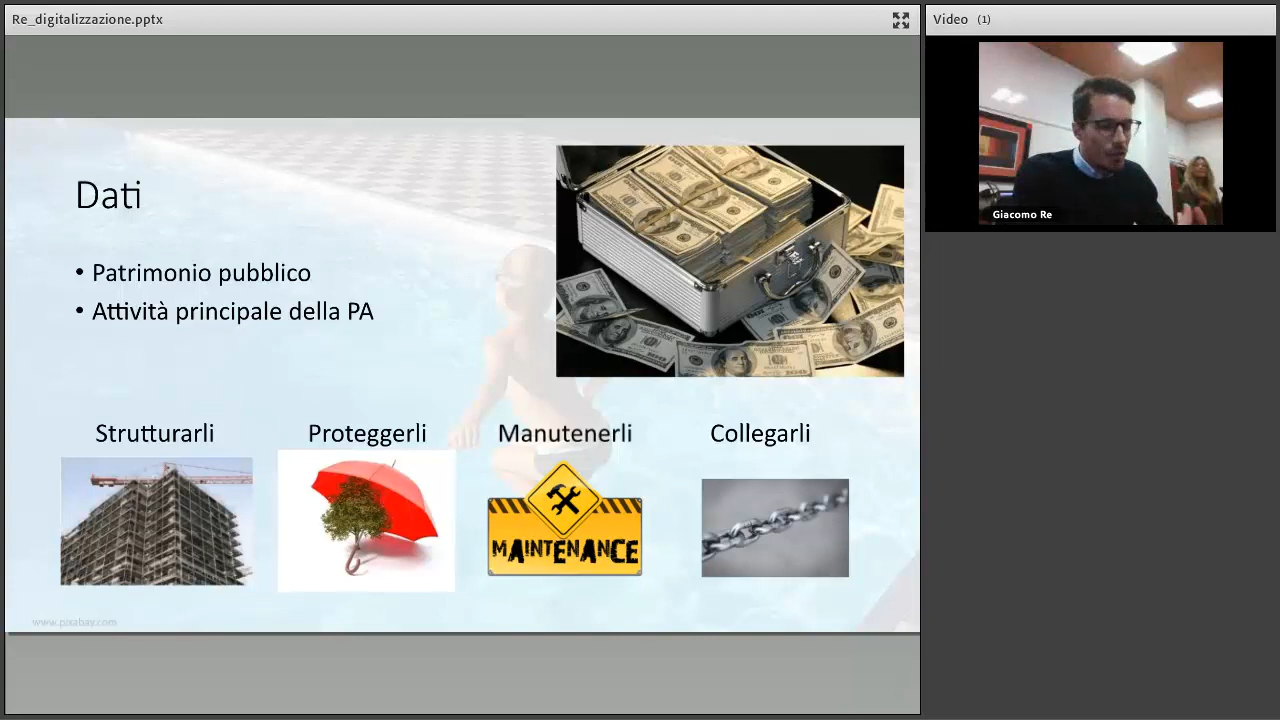 Re_digitalizzazione.pptx
Video (1)
Giacomo Re
Dati
• Patrimonio pubblico
• Attività principale della PA
Strutturarli
Proteggerli
Manutenerli
Collegarli
MAINTENANCE
www.pixabay.com